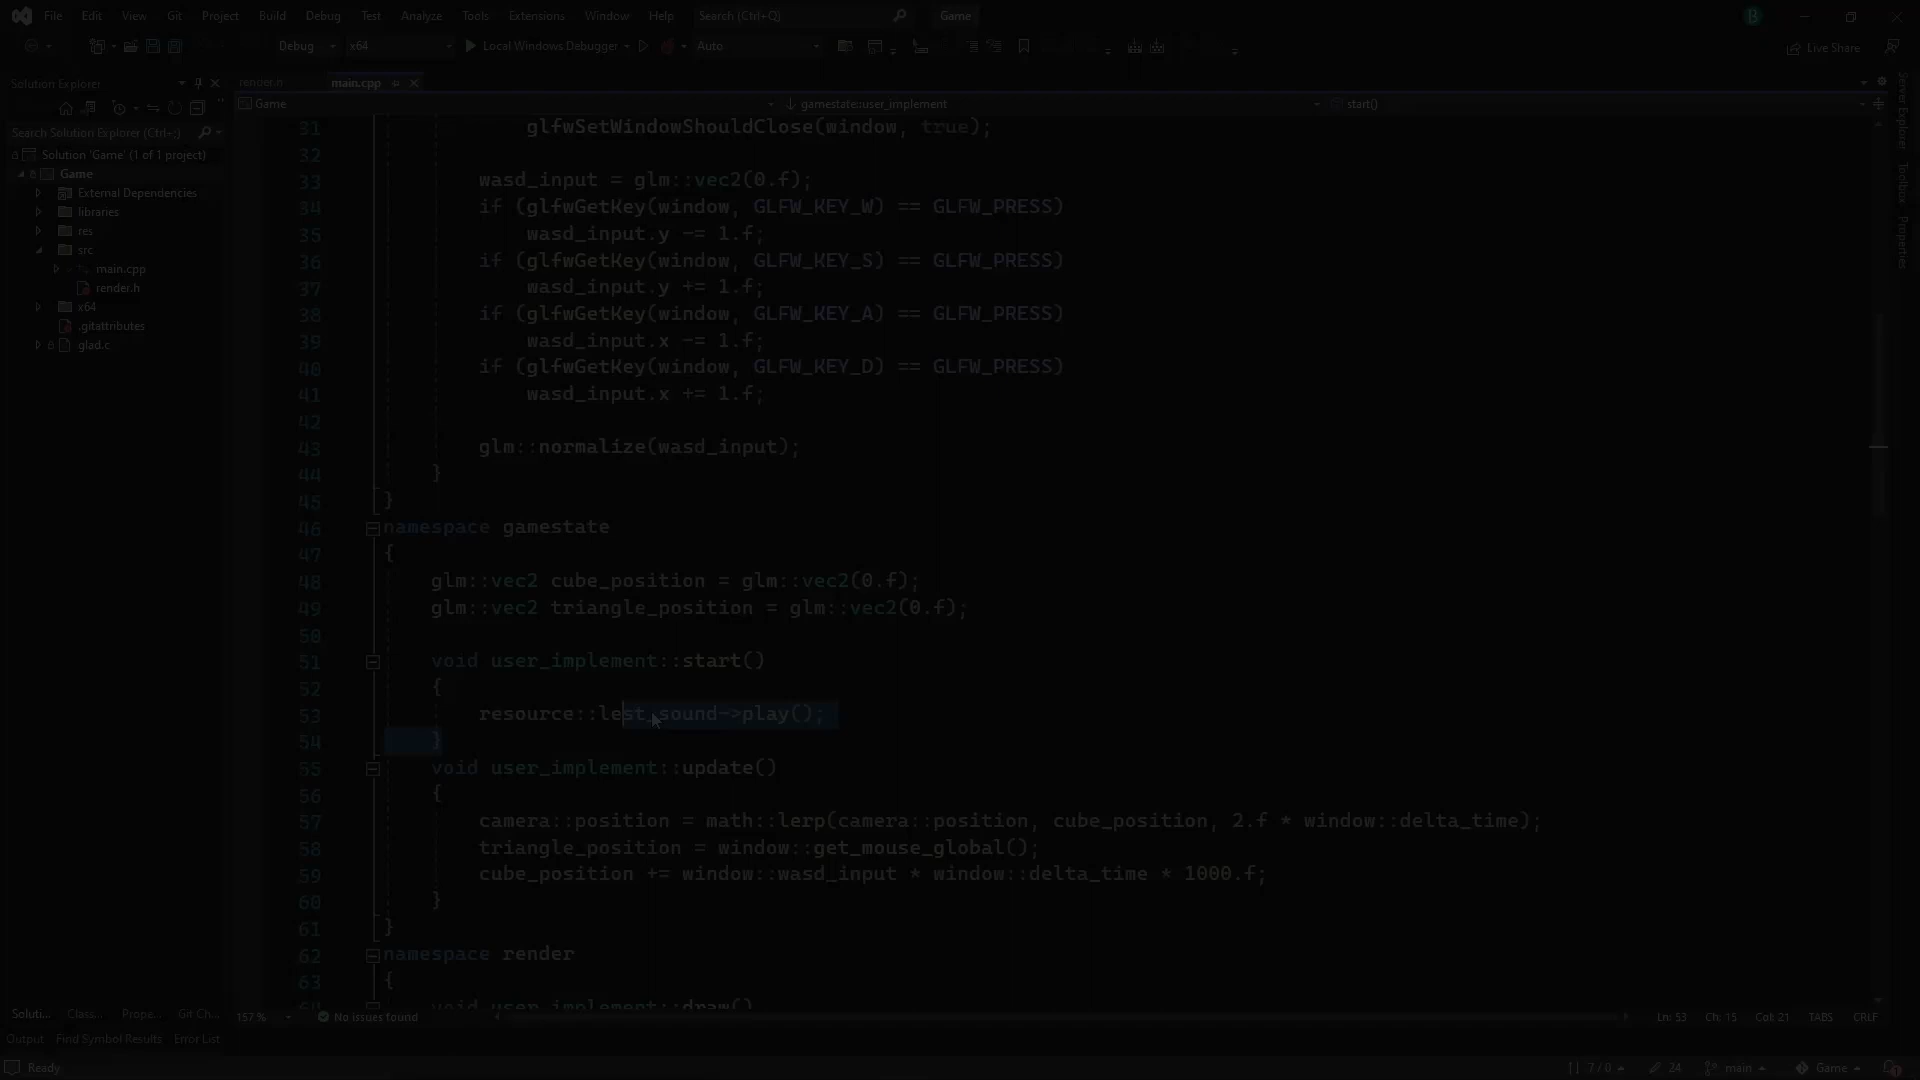 File Edit View Git Project Build Debug Test Analyze Tools Extensions Window Help Search (Ctrl+Q) Game
Debug x64 Local Windows Debugger Auto Live Share
Solution Explorer
render.h main.cpp
Game gamestate::user_implement start()
Search Solution Explorer (Ctrl+;)
Solution 'Game' (1 of 1 project)
Game
External Dependencies
libraries
res
src
main.cpp
render.h
x64
.gitattributes
glad.c
31 glfwSetWindowShouldClose(window, true);
32
33 wasd_input = glm::vec2(0.f);
34 if (glfwGetKey(window, GLFW_KEY_W) == GLFW_PRESS)
35 wasd_input.y -= 1.f;
36 if (glfwGetKey(window, GLFW_KEY_S) == GLFW_PRESS)
37 wasd_input.y += 1.f;
38 if (glfwGetKey(window, GLFW_KEY_A) == GLFW_PRESS)
39 wasd_input.x -= 1.f;
40 if (glfwGetKey(window, GLFW_KEY_D) == GLFW_PRESS)
41 wasd_input.x += 1.f;
42
43 glm::normalize(wasd_input);
44 }
45 }
46 namespace gamestate
47 {
48 glm::vec2 cube_position = glm::vec2(0.f);
49 glm::vec2 triangle_position = glm::vec2(0.f);
50
51 void user_implement::start()
52 {
53 resource::lest_sound->play();
54 }
55 void user_implement::update()
56 {
57 camera::position = math::lerp(camera::position, cube_position, 2.f * window::delta_time);
58 triangle_position = window::get_mouse_global();
59 cube_position += window::wasd_input * window::delta_time * 1000.f;
60 }
61 }
62 namespace render
63 {
64 void user_implement::draw()
Server Explorer
Toolbox
Properties
Soluti... Class... Prope... Git Ch...
157 % No issues found Ln: 53 Ch: 15 Col: 21 TABS CRLF
Output Find Symbol Results Error List
Ready 7 / 0 24 main Game